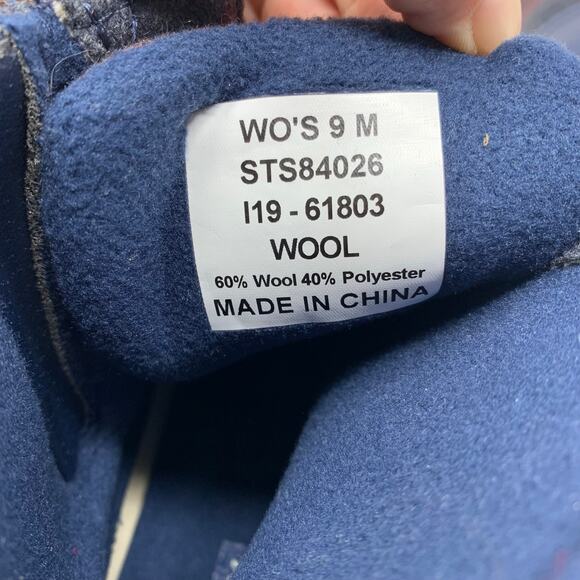 WO'S 9 M
STS84026
I19 - 61803
WOOL
60% Wool 40% Polyester
MADE IN CHINA